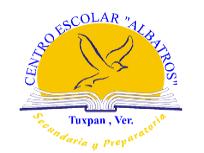 CENTRO ESCOLAR "ALBATROS"
Tuxpan , Ver.
Secundaria y Preparatoria